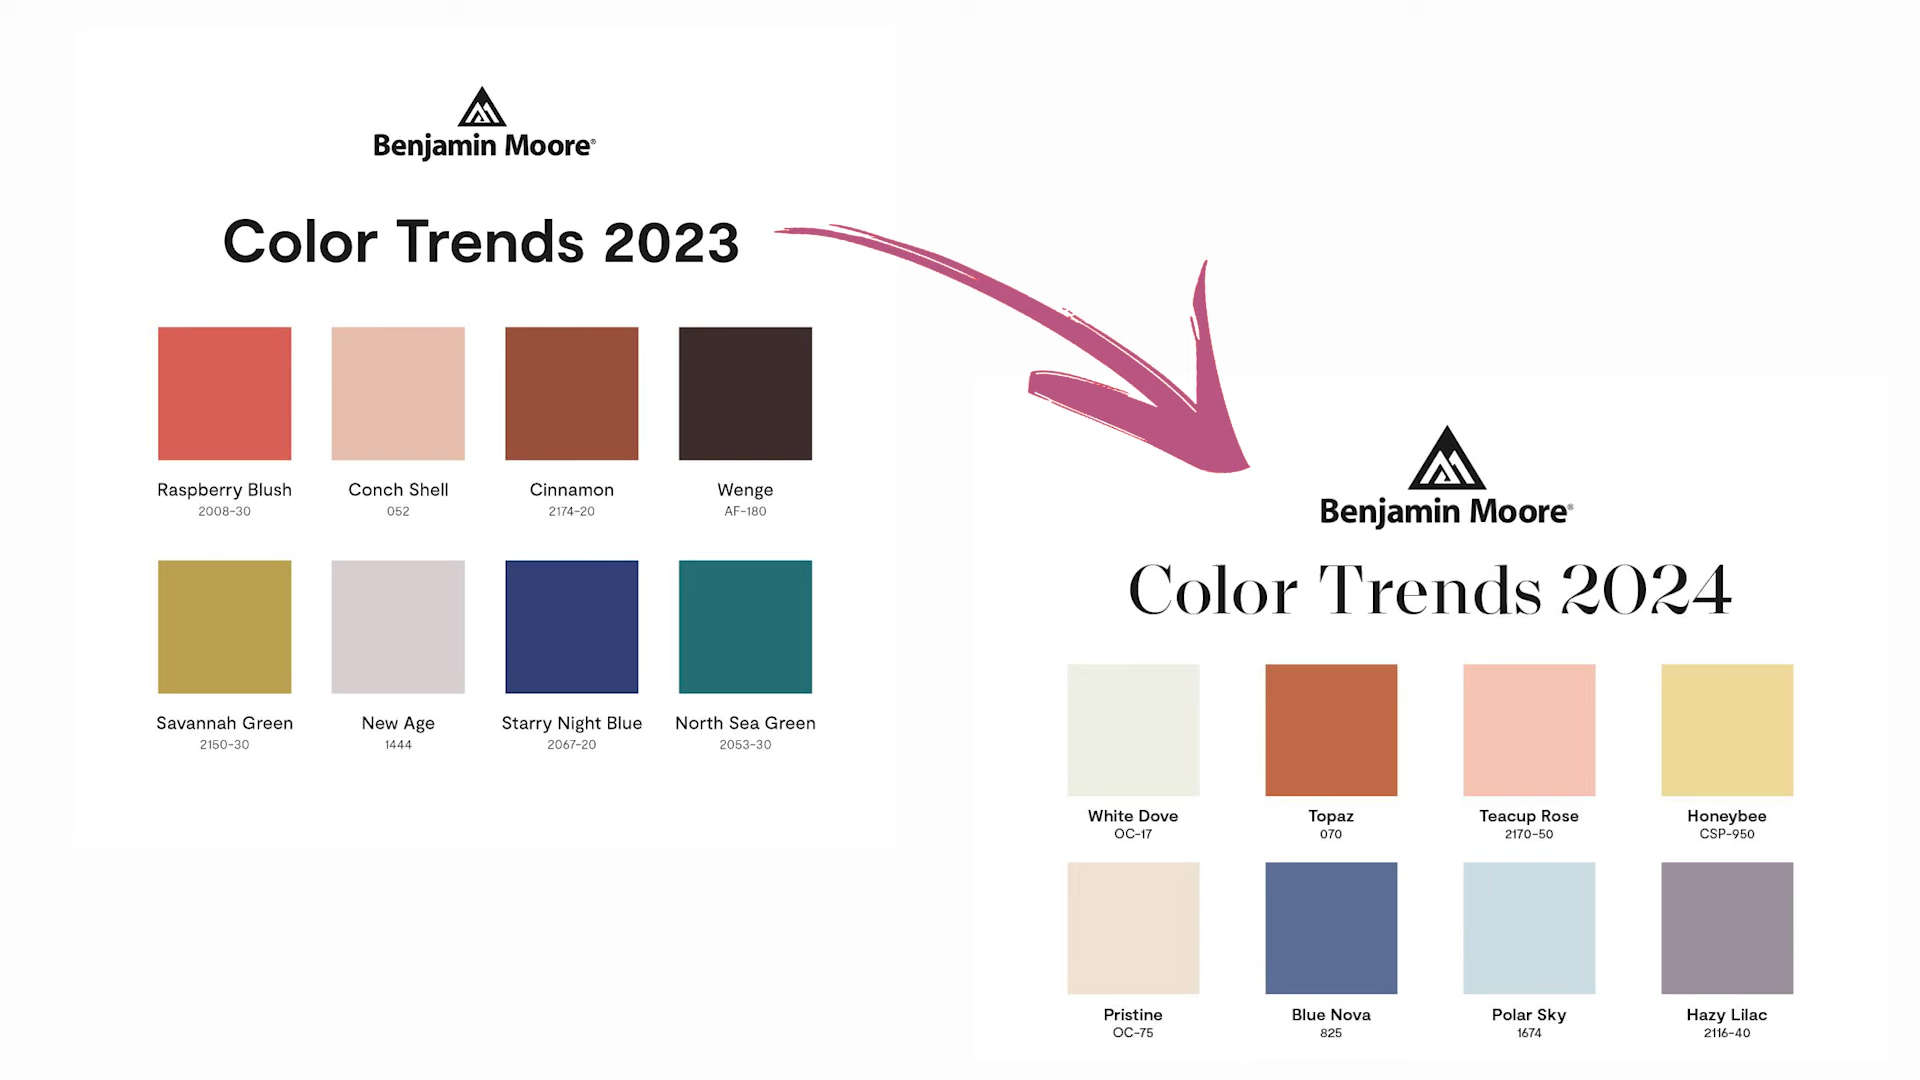 Benjamin Moore®
Color Trends 2023
Raspberry Blush
2008-30
Conch Shell
052
Cinnamon
2174-20
Wenge
AF-180
Savannah Green
2150-30
New Age
1444
Starry Night Blue
2067-20
North Sea Green
2053-30
Benjamin Moore®
Color Trends 2024
White Dove
OC-17
Topaz
070
Teacup Rose
2170-50
Honeybee
CSP-950
Pristine
OC-75
Blue Nova
825
Polar Sky
1674
Hazy Lilac
2116-40